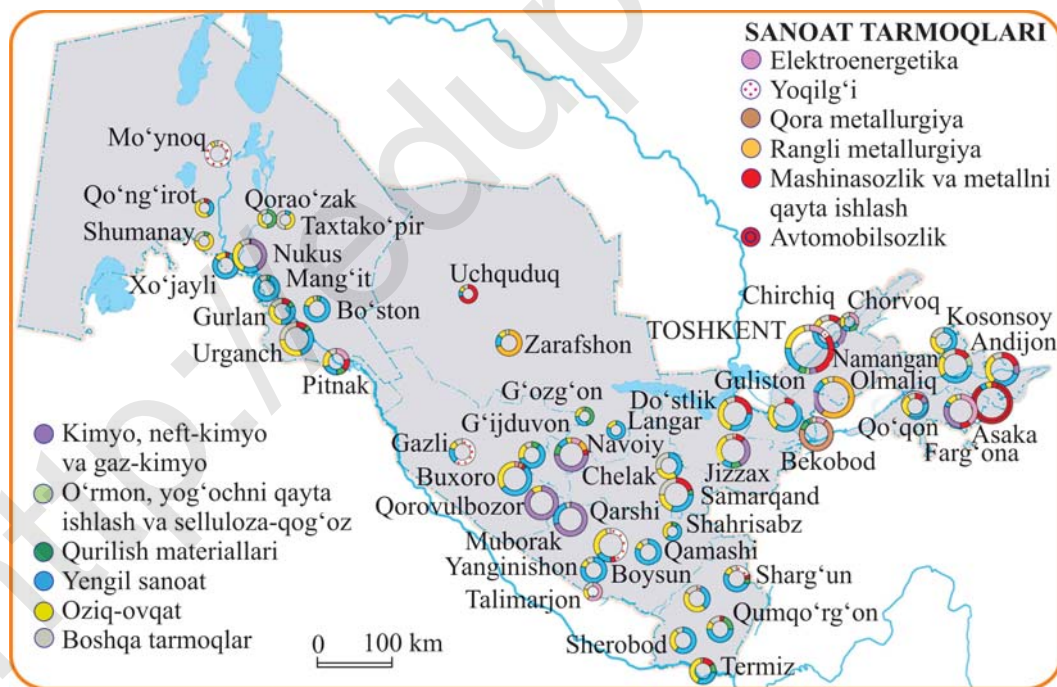 SANOAT TARMOQLARI
Elektroenergetika
Yoqilg‘i
Qora metallurgiya
Rangli metallurgiya
Mashinasozlik va metallni
qayta ishlash
Avtomobilsozlik
Mo‘ynoq
Qo‘ng‘irot
Qorao‘zak
Shumanay
Taxtako‘pir
Nukus
Xo‘jayli
Mang‘it
Gurlan
Bo‘ston
Urganch
Pitnak
Uchquduq
Zarafshon
Chirchiq
Chorvoq
TOSHKENT
Kosonsoy
Andijon
Namangan
Guliston
Olmaliq
Do‘stlik
G‘ozg‘on
G‘ijduvon
Langar
Gazli
Navoiy
Chelak
Jizzax
Bekobod
Qo‘qon
Farg‘ona
Asaka
Buxoro
Samarqand
Qorovulbozor
Qarshi
Shahrisabz
Muborak
Qamashi
Yanginishon
Boysun
Sharg‘un
Talimarjon
Qumqo‘rg‘on
Sherobod
Termiz
Kimyo, neft-kimyo
va gaz-kimyo
O‘rmon, yog‘ochni qayta
ishlash va selluloza-qog‘oz
Qurilish materiallari
Yengil sanoat
Oziq-ovqat
Boshqa tarmoqlar
0 100 km
http://edup